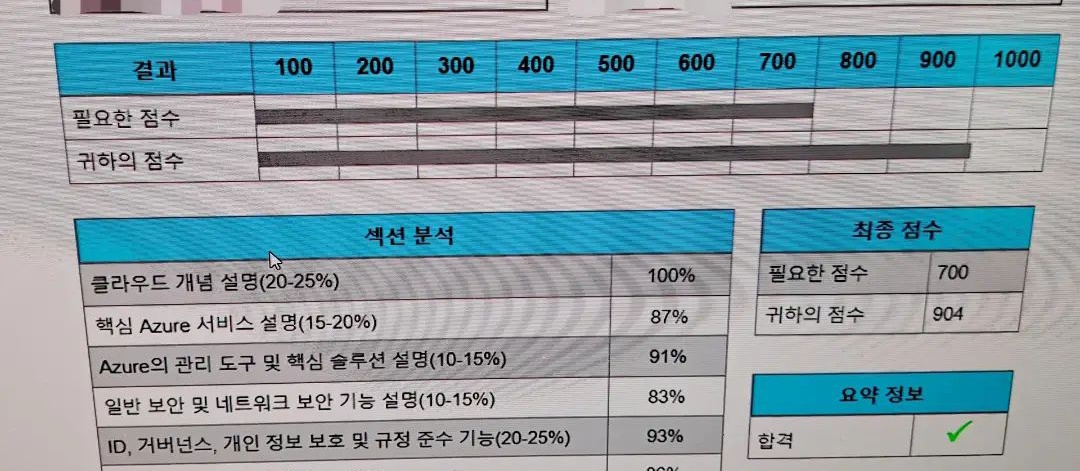 결과 100 200 300 400 500 600 700 800 900 1000
필요한 점수
귀하의 점수
섹션 분석
클라우드 개념 설명(20-25%) 100%
핵심 Azure 서비스 설명(15-20%) 87%
Azure의 관리 도구 및 핵심 솔루션 설명(10-15%) 91%
일반 보안 및 네트워크 보안 기능 설명(10-15%) 83%
ID, 거버넌스, 개인 정보 보호 및 규정 준수 기능(20-25%) 93%
최종 점수
필요한 점수 700
귀하의 점수 904
요약 정보
합격 ✓